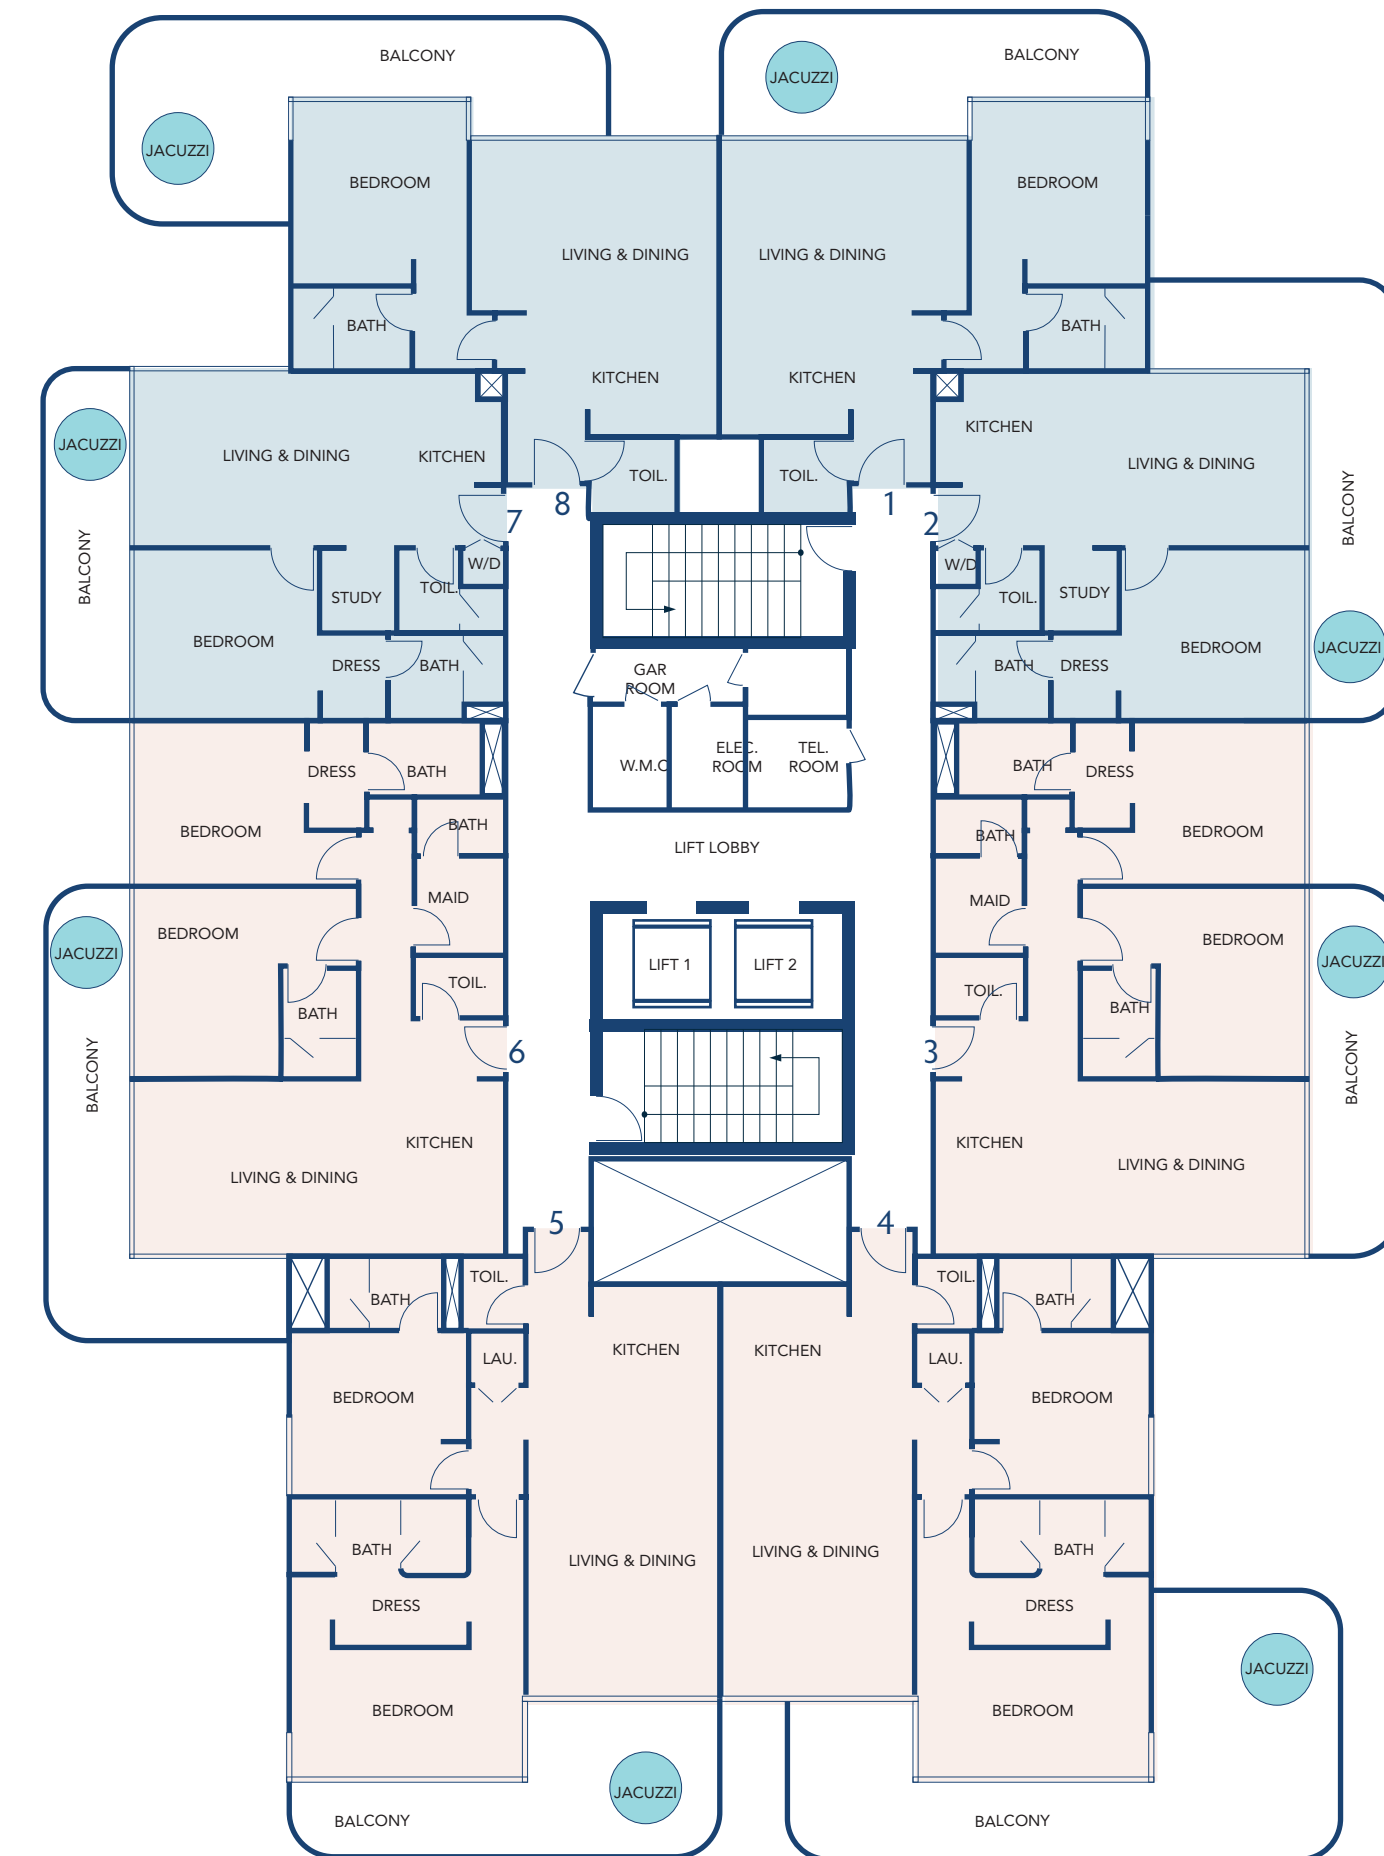 BALCONY
BALCONY
JACUZZI
JACUZZI
BEDROOM
BEDROOM
LIVING & DINING
LIVING & DINING
BATH
BATH
KITCHEN
KITCHEN
KITCHEN
JACUZZI
LIVING & DINING
KITCHEN
LIVING & DINING
TOIL.
TOIL.
8
1
7
2
BALCONY
BALCONY
W/D
W/D
TOIL.
STUDY
TOIL.
STUDY
BEDROOM
BEDROOM
JACUZZI
DRESS
BATH
BATH
DRESS
GAR
ROOM
W.M.C
ELEC.
ROOM
TEL.
ROOM
DRESS
BATH
BATH
DRESS
BEDROOM
BATH
BATH
BEDROOM
LIFT LOBBY
MAID
MAID
BEDROOM
BEDROOM
JACUZZI
JACUZZI
LIFT 1
LIFT 2
TOIL.
TOIL.
BATH
BATH
6
3
BALCONY
BALCONY
KITCHEN
KITCHEN
LIVING & DINING
LIVING & DINING
5
4
TOIL.
TOIL.
BATH
BATH
KITCHEN
KITCHEN
LAU.
LAU.
BEDROOM
BEDROOM
BATH
LIVING & DINING
LIVING & DINING
BATH
DRESS
DRESS
JACUZZI
BEDROOM
BEDROOM
JACUZZI
BALCONY
BALCONY